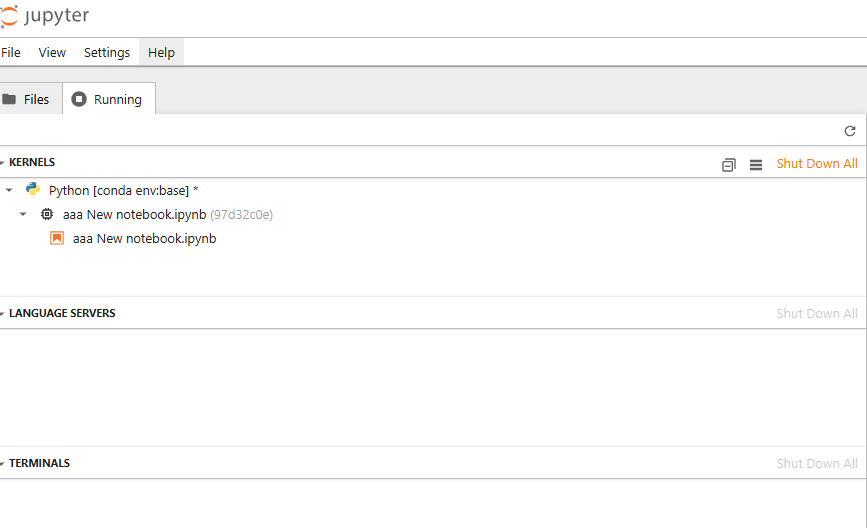 jupyter
File View Settings Help
Files Running
KERNELS Shut Down All
Python [conda env:base] *
aaa New notebook.ipynb (97d32c0e)
aaa New notebook.ipynb
LANGUAGE SERVERS Shut Down All
TERMINALS Shut Down All